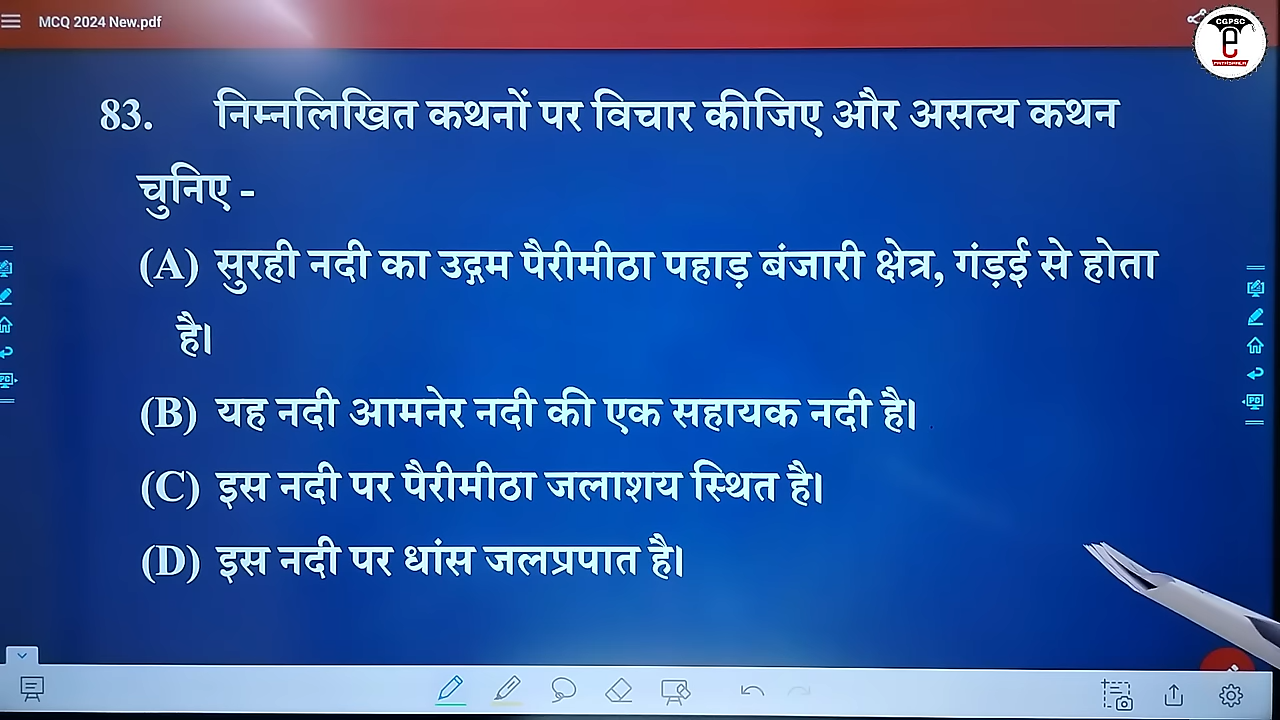 MCQ 2024 New.pdf
CGPSC
e
83. निम्नलिखित कथनों पर विचार कीजिए और असत्य कथन
चुनिए -
(A) सुरही नदी का उद्गम पैरीमीठा पहाड़ बंजारी क्षेत्र, गंड़ई से होता
है।
(B) यह नदी आमनेर नदी की एक सहायक नदी है।
(C) इस नदी पर पैरीमीठा जलाशय स्थित है।
(D) इस नदी पर धांस जलप्रपात है।